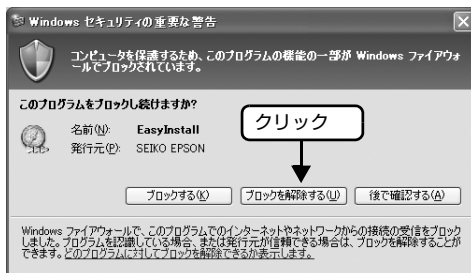 Windows セキュリティの重要な警告
コンピュータを保護するため、このプログラムの機能の一部が Windows ファイアウォ
ールでブロックされています。
このプログラムをブロックし続けますか?
名前(N): EasyInstall
発行元(P): SEIKO EPSON
クリック
ブロックする(K) ブロックを解除する(U) 後で確認する(A)
Windows ファイアウォールで、このプログラムでのインターネットやネットワークからの接続の受信をブロック
しました。プログラムを認識している場合、または発行元が信頼できる場合は、ブロックを解除することが
できます。どのプログラムに対してブロックを解除できるか表示します。